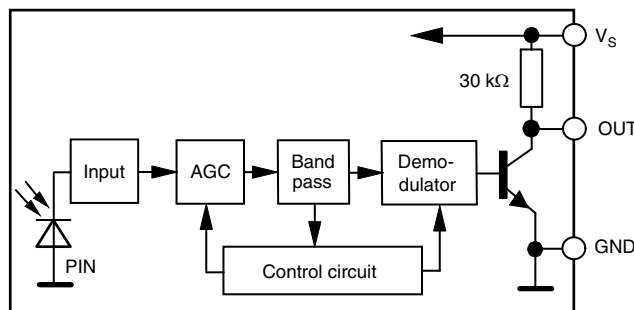 V_S
30 kΩ
OUT
Input
AGC
Band
pass
Demo-
dulator
GND
PIN
Control circuit